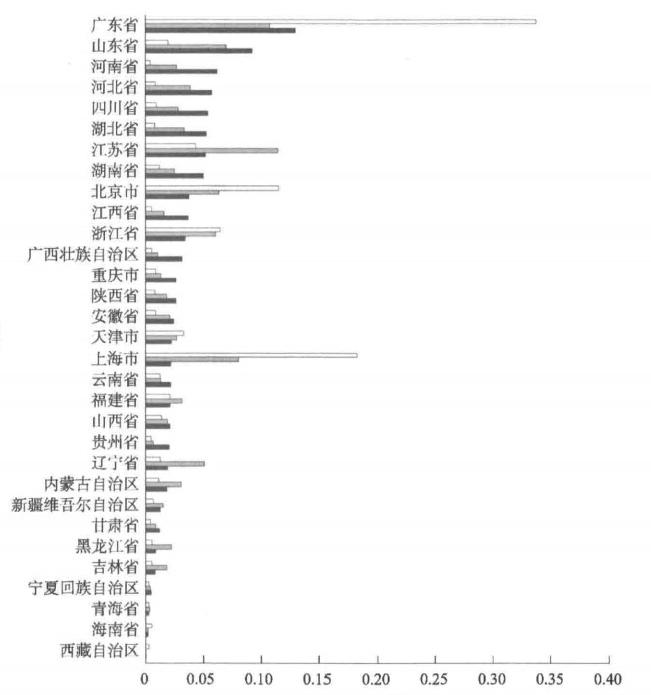 广东省
山东省
河南省
河北省
四川省
湖北省
江苏省
湖南省
北京市
江西省
浙江省
广西壮族自治区
重庆市
陕西省
安徽省
天津市
上海市
云南省
福建省
山西省
贵州省
辽宁省
内蒙古自治区
新疆维吾尔自治区
甘肃省
黑龙江省
吉林省
宁夏回族自治区
青海省
海南省
西藏自治区
0 0.05 0.10 0.15 0.20 0.25 0.30 0.35 0.40